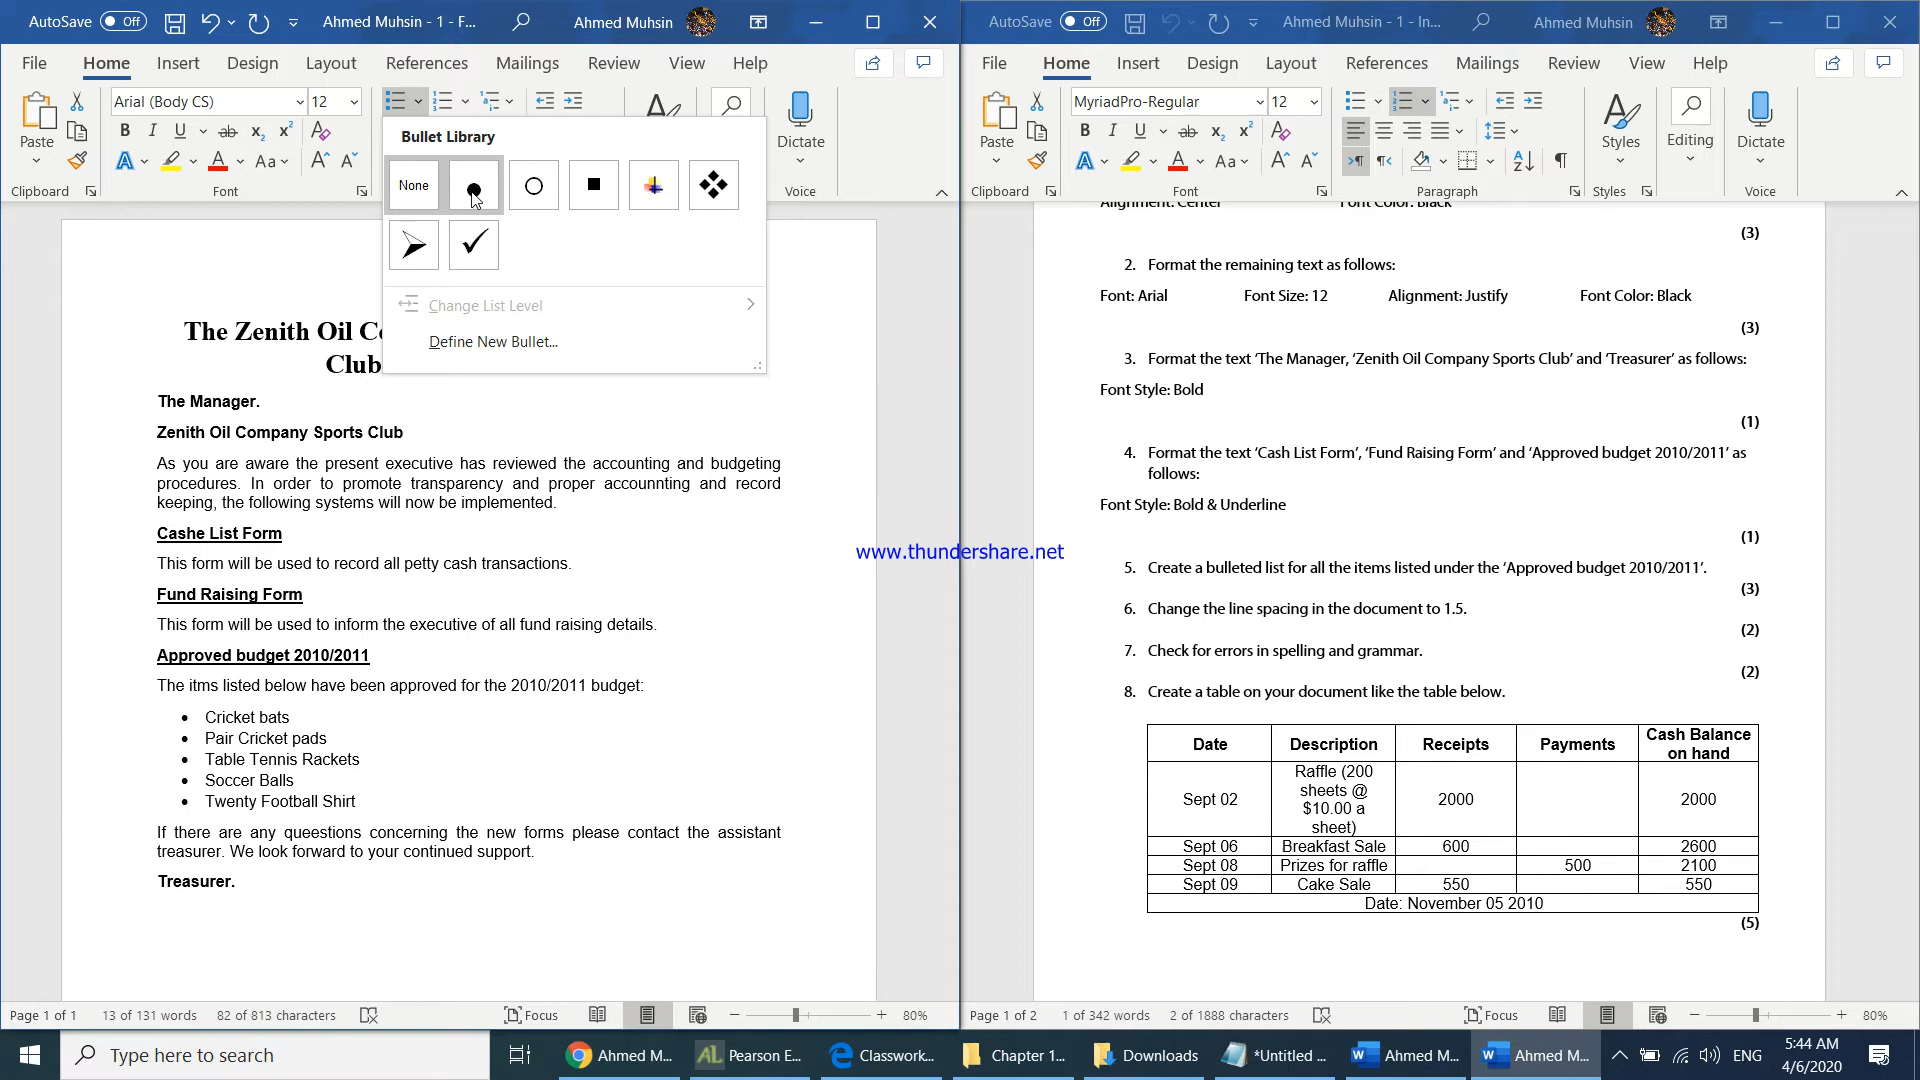 AutoSave Off Ahmed Muhsin - 1 - F... Ahmed Muhsin
File Home Insert Design Layout References Mailings Review View Help
Arial (Body CS) 12
Paste
B I U ab x2 x2 A
A A Aa A A
Dictate
Clipboard Font Voice
Bullet Library
None
Change List Level
Define New Bullet...
The Zenith Oil Co
Club
The Manager.
Zenith Oil Company Sports Club
As you are aware the present executive has reviewed the accounting and budgeting
procedures. In order to promote transparency and proper accounnting and record
keeping, the following systems will now be implemented.
Cashe List Form
This form will be used to record all petty cash transactions.
Fund Raising Form
This form will be used to inform the executive of all fund raising details.
Approved budget 2010/2011
The itms listed below have been approved for the 2010/2011 budget:
• Cricket bats
• Pair Cricket pads
• Table Tennis Rackets
• Soccer Balls
• Twenty Football Shirt
If there are any queestions concerning the new forms please contact the assistant
treasurer. We look forward to your continued support.
Treasurer.
Page 1 of 1 13 of 131 words 82 of 813 characters Focus 80%
www.thundershare.net
AutoSave Off Ahmed Muhsin - 1 - In... Ahmed Muhsin
File Home Insert Design Layout References Mailings Review View Help
MyriadPro-Regular 12
Paste
B I U ab x2 x2 A
A A Aa A A
Styles Editing Dictate
Clipboard Font Paragraph Styles Voice
Alignment: Center Font Color: Black
(3)
2. Format the remaining text as follows:
Font: Arial Font Size: 12 Alignment: Justify Font Color: Black
(3)
3. Format the text ‘The Manager, ‘Zenith Oil Company Sports Club’ and ‘Treasurer’ as follows:
Font Style: Bold
(1)
4. Format the text ‘Cash List Form’, ‘Fund Raising Form’ and ‘Approved budget 2010/2011’ as
follows:
Font Style: Bold & Underline
(1)
5. Create a bulleted list for all the items listed under the ‘Approved budget 2010/2011’.
(3)
6. Change the line spacing in the document to 1.5.
(2)
7. Check for errors in spelling and grammar.
(2)
8. Create a table on your document like the table below.
Date Description Receipts Payments Cash Balance on hand
Sept 02 Raffle (200 sheets @ $10.00 a sheet) 2000 2000
Sept 06 Breakfast Sale 600 2600
Sept 08 Prizes for raffle 500 2100
Sept 09 Cake Sale 550 550
Date: November 05 2010
(5)
Page 1 of 2 1 of 342 words 2 of 1888 characters Focus 80%
Type here to search Ahmed M... Pearson E... Classwork... Chapter 1... Downloads *Untitled ... Ahmed M... Ahmed M... ENG 5:44 AM
4/6/2020